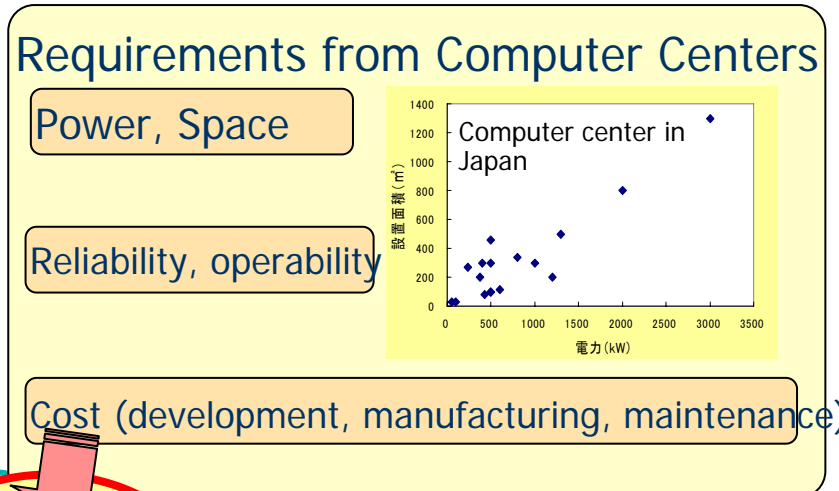 Requirements from Computer Centers
Power, Space
Computer center in
Japan
1400
1200
1000
800
600
400
200
0
設置面積(㎡)
0 500 1000 1500 2000 2500 3000 3500
電力(kW)
Reliability, operability
Cost (development, manufacturing, maintenance)